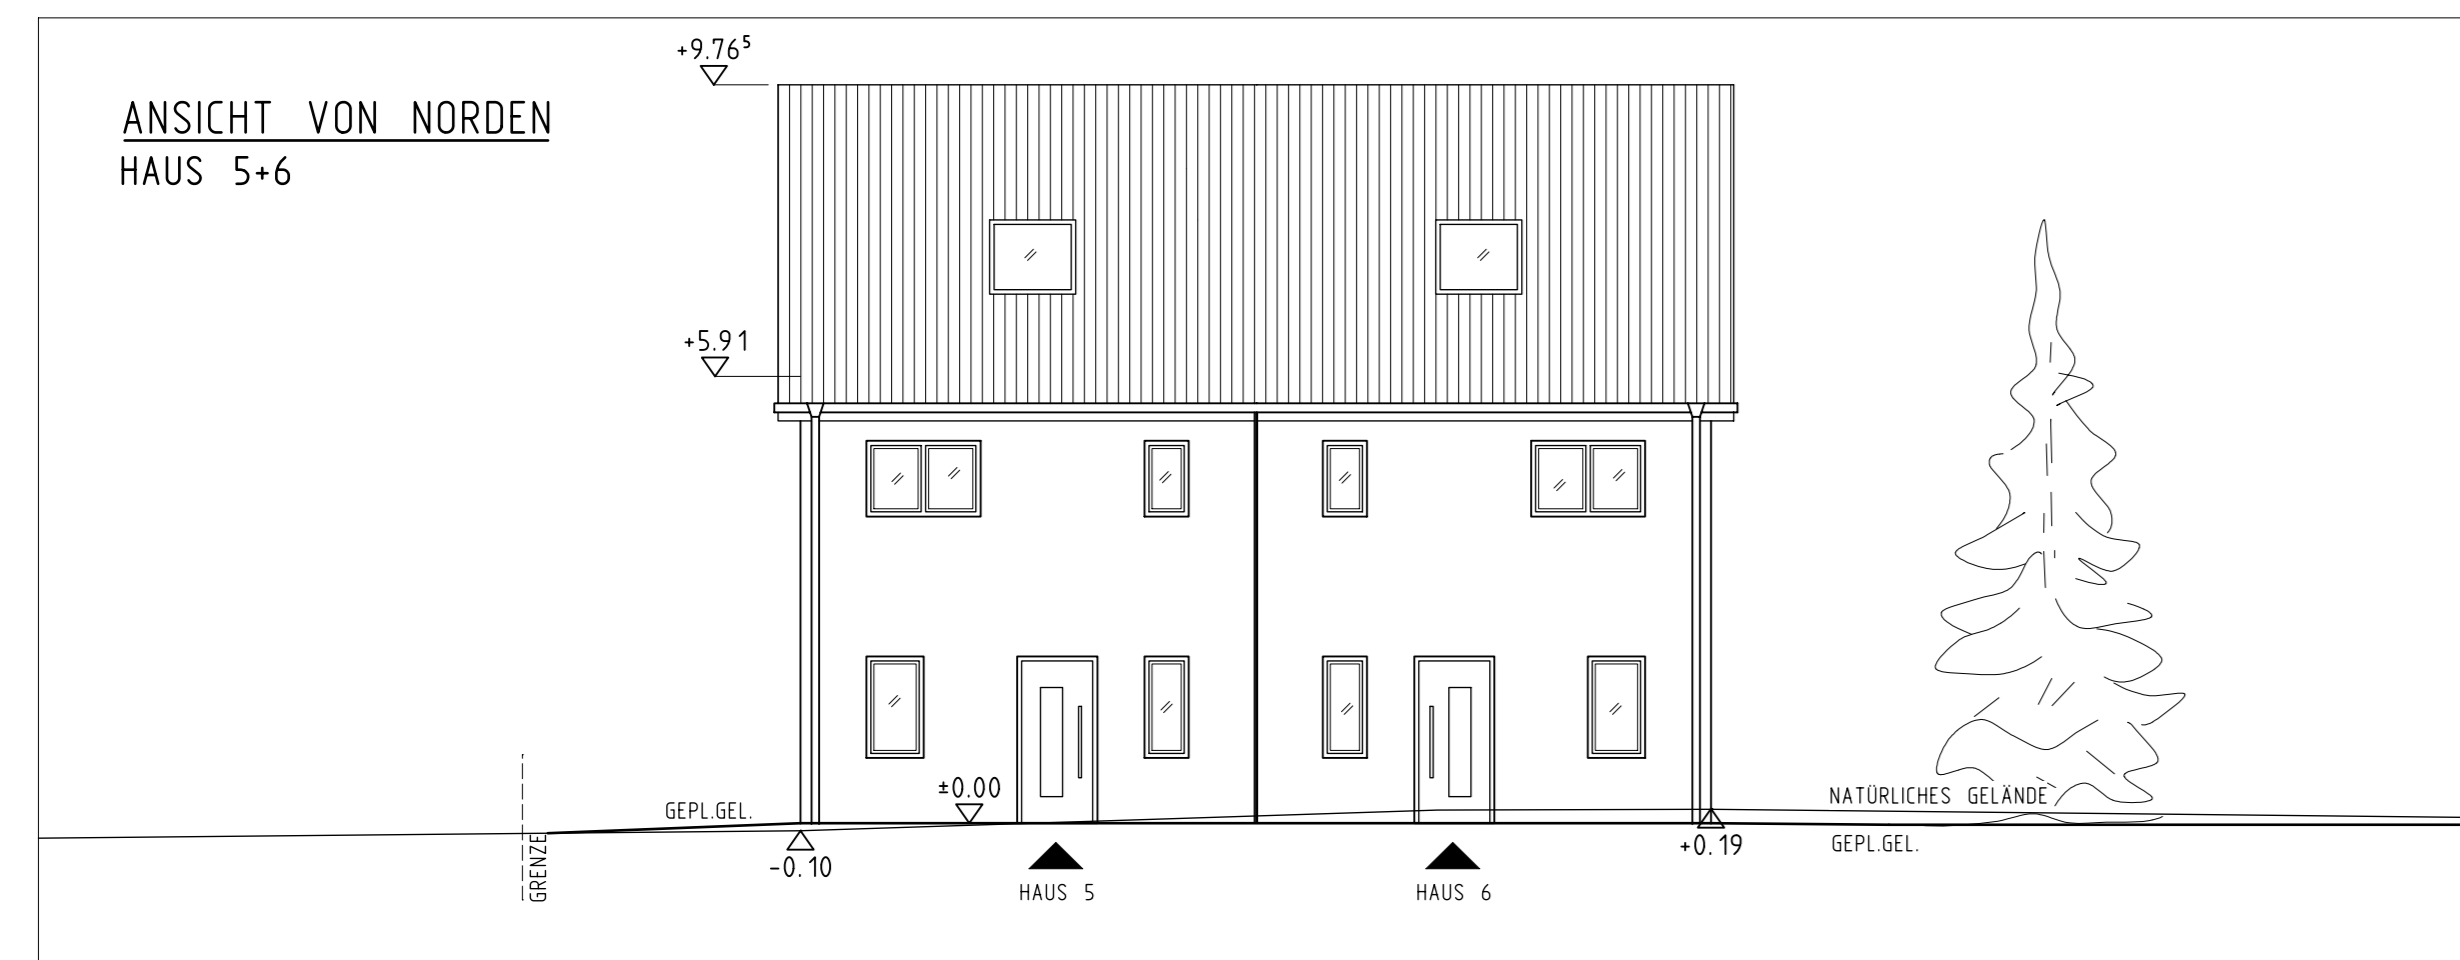 +9.76⁵
ANSICHT VON NORDEN
HAUS 5+6
+5.91
±0.00
GEPL.GEL.
NATÜRLICHES GELÄNDE
GRENZE
-0.10
+0.19
GEPL.GEL.
HAUS 5
HAUS 6